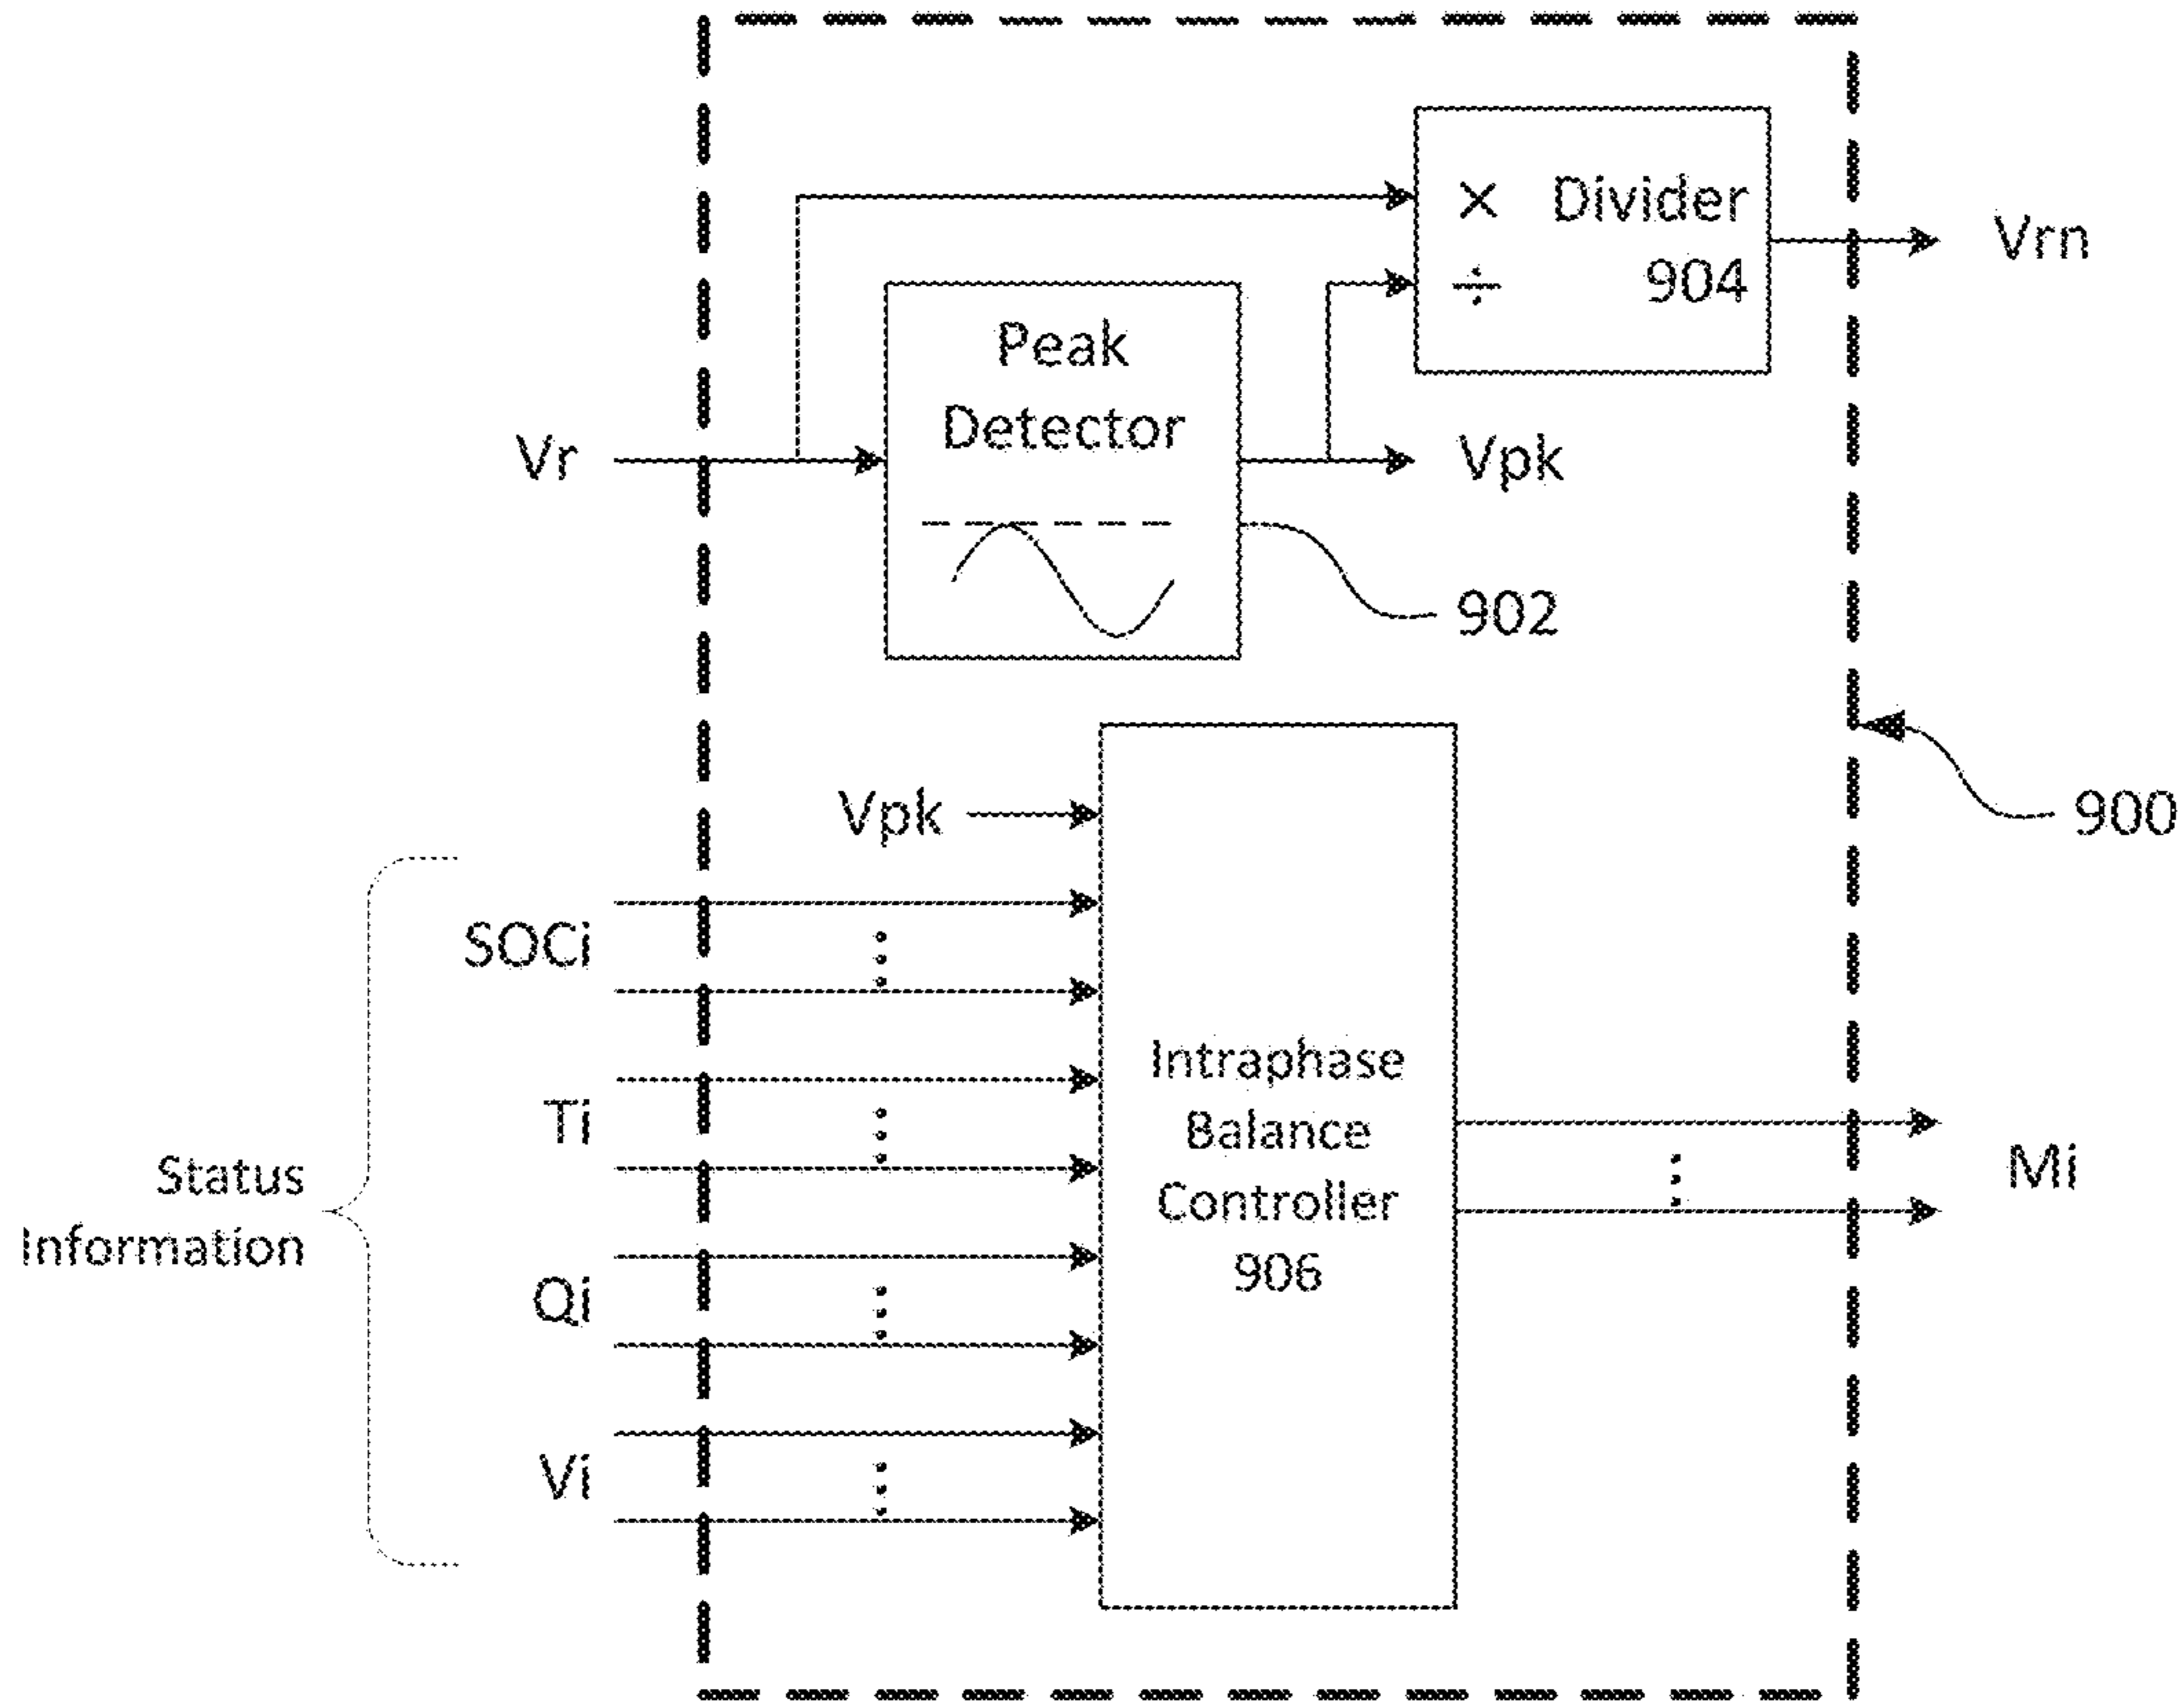 ×
Divider
904
÷
Vrn
Peak
Detector
Vr
Vpk
902
900
Vpk
SOCi
Ti
Qi
Vi
Status
Information
Intraphase
Balance
Controller
906
Mi